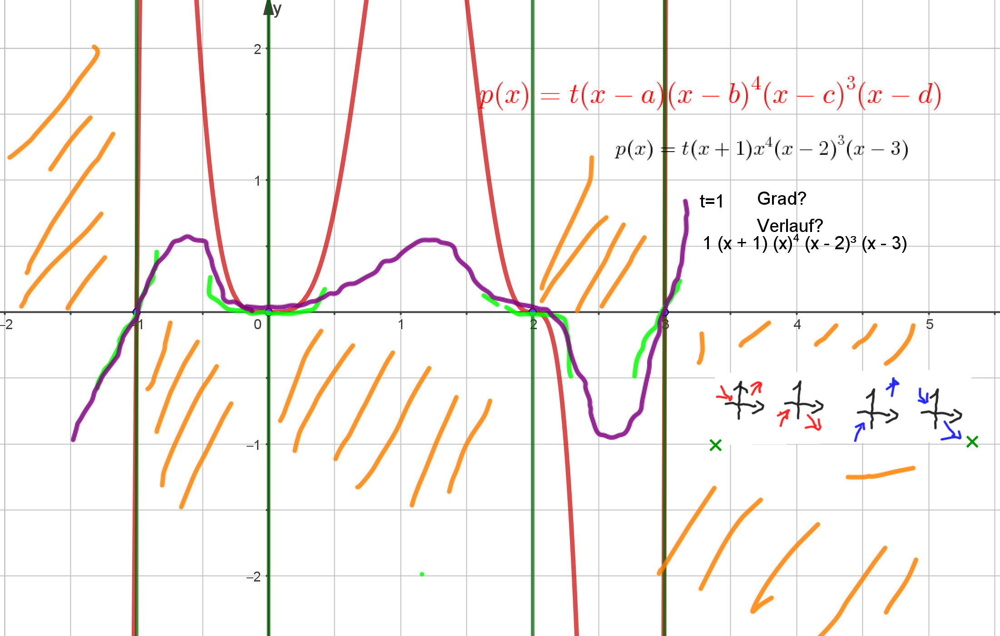 y
2
p(x) = t(x − a)(x − b)⁴(x − c)³(x − d)
p(x) = t(x + 1)x⁴(x − 2)³(x − 3)
1
t=1 Grad?
Verlauf?
1 (x + 1) (x)⁴ (x - 2)³ (x - 3)
–2 –1 0 1 2 3 4 5
–1
–2